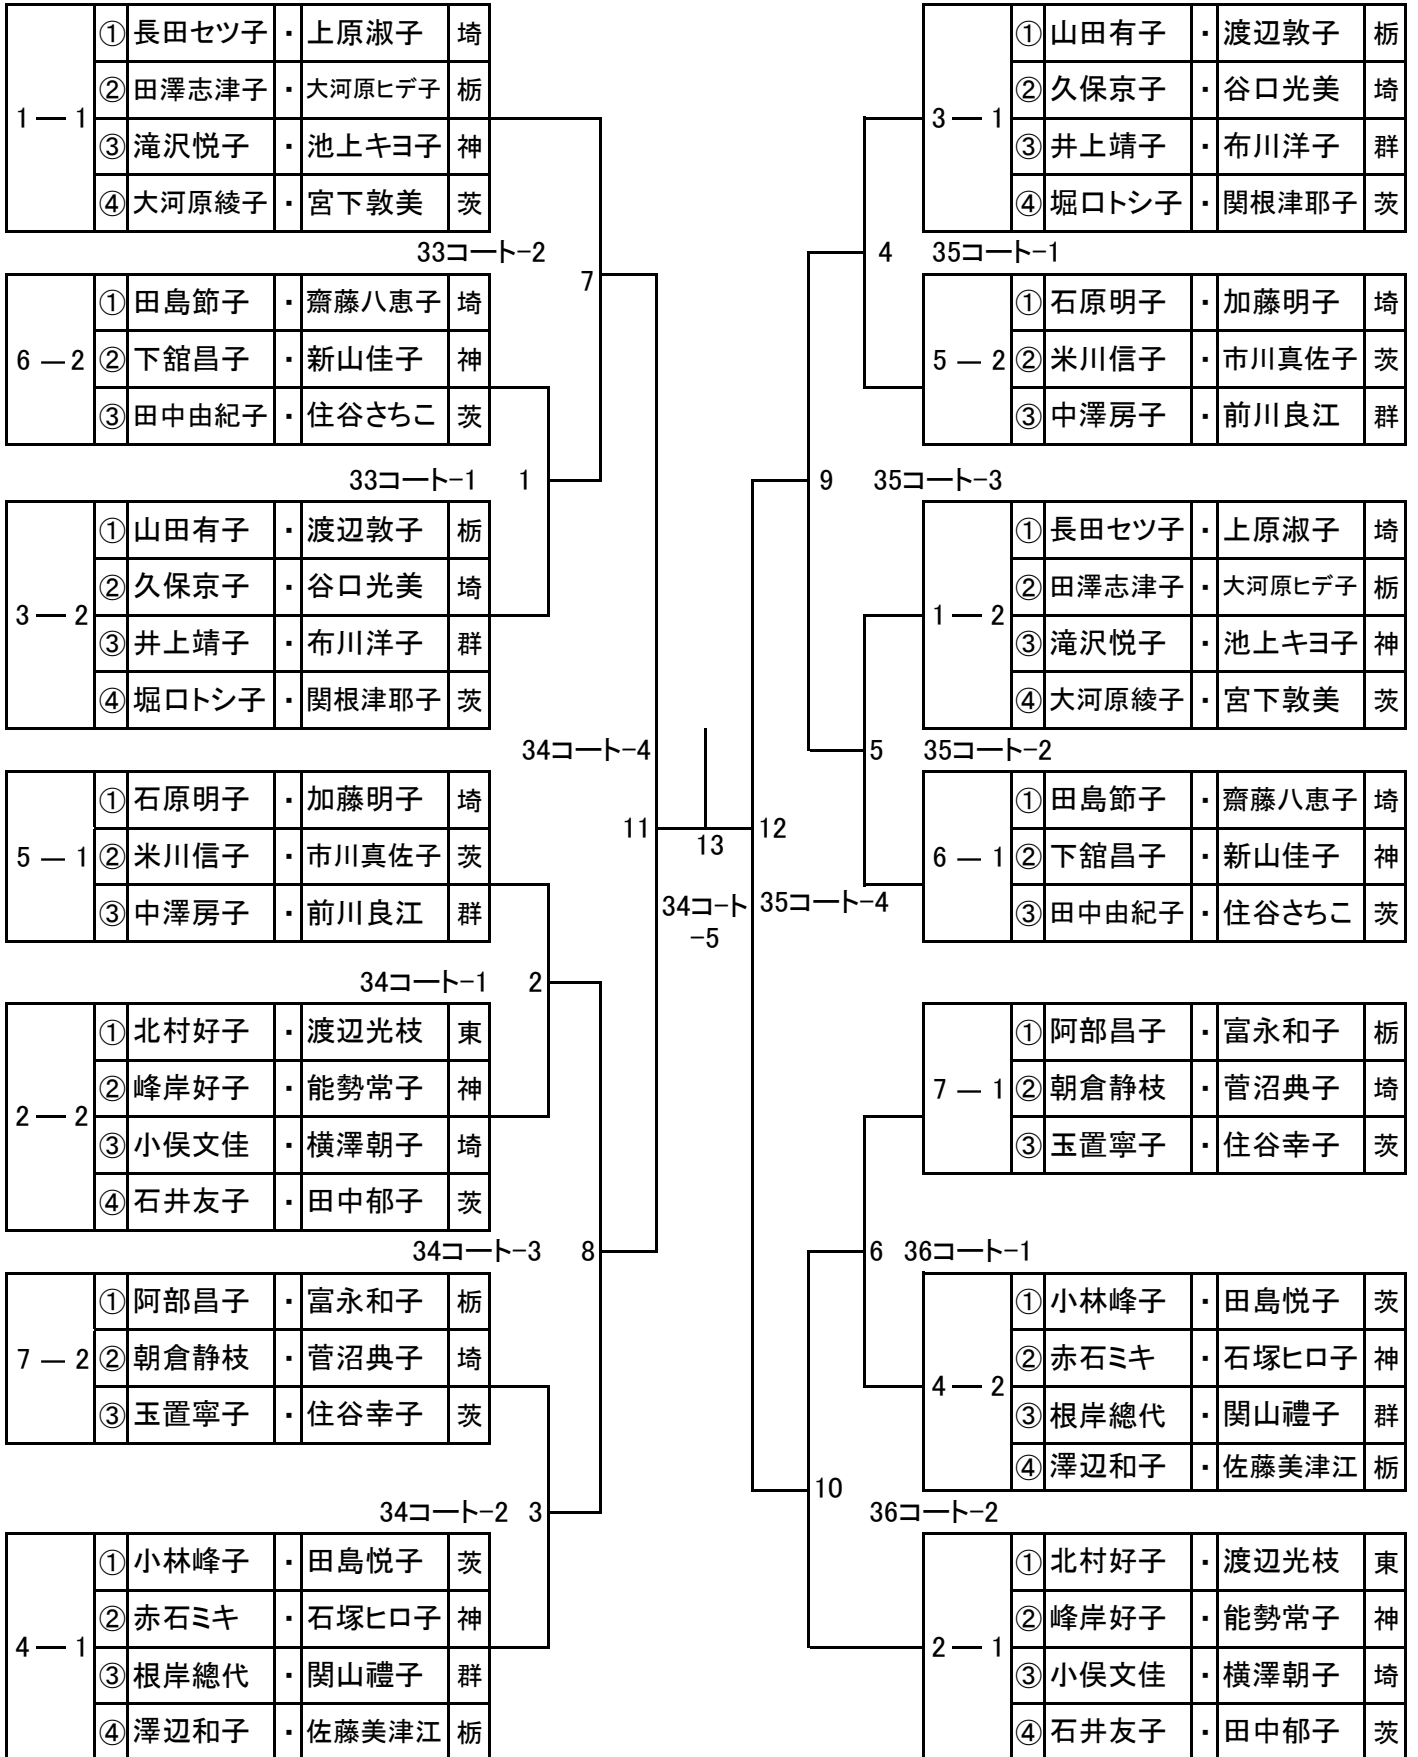 1 — 1
① 長田セツ子 ・ 上原淑子 埼
② 田澤志津子 ・ 大河原ヒデ子 栃
③ 滝沢悦子 ・ 池上キヨ子 神
④ 大河原綾子 ・ 宮下敦美 茨
33コート-2
7
6 — 2
① 田島節子 ・ 齋藤八恵子 埼
② 下舘昌子 ・ 新山佳子 神
③ 田中由紀子 ・ 住谷さちこ 茨
33コート-1 1
3 — 2
① 山田有子 ・ 渡辺敦子 栃
② 久保京子 ・ 谷口光美 埼
③ 井上靖子 ・ 布川洋子 群
④ 堀口トシ子 ・ 関根津耶子 茨
34コート-4
11
5 — 1
① 石原明子 ・ 加藤明子 埼
② 米川信子 ・ 市川真佐子 茨
③ 中澤房子 ・ 前川良江 群
34コート-1 2
2 — 2
① 北村好子 ・ 渡辺光枝 東
② 峰岸好子 ・ 能勢常子 神
③ 小俣文佳 ・ 横澤朝子 埼
④ 石井友子 ・ 田中郁子 茨
34コート-3 8
7 — 2
① 阿部昌子 ・ 富永和子 栃
② 朝倉静枝 ・ 菅沼典子 埼
③ 玉置寧子 ・ 住谷幸子 茨
34コート-2 3
4 — 1
① 小林峰子 ・ 田島悦子 茨
② 赤石ミキ ・ 石塚ヒロ子 神
③ 根岸總代 ・ 関山禮子 群
④ 澤辺和子 ・ 佐藤美津江 栃
13
34コート
-5
3 — 1
① 山田有子 ・ 渡辺敦子 栃
② 久保京子 ・ 谷口光美 埼
③ 井上靖子 ・ 布川洋子 群
④ 堀口トシ子 ・ 関根津耶子 茨
4 35コート-1
5 — 2
① 石原明子 ・ 加藤明子 埼
② 米川信子 ・ 市川真佐子 茨
③ 中澤房子 ・ 前川良江 群
9 35コート-3
1 — 2
① 長田セツ子 ・ 上原淑子 埼
② 田澤志津子 ・ 大河原ヒデ子 栃
③ 滝沢悦子 ・ 池上キヨ子 神
④ 大河原綾子 ・ 宮下敦美 茨
5 35コート-2
12
6 — 1
① 田島節子 ・ 齋藤八恵子 埼
② 下舘昌子 ・ 新山佳子 神
③ 田中由紀子 ・ 住谷さちこ 茨
35コート-4
7 — 1
① 阿部昌子 ・ 富永和子 栃
② 朝倉静枝 ・ 菅沼典子 埼
③ 玉置寧子 ・ 住谷幸子 茨
6 36コート-1
4 — 2
① 小林峰子 ・ 田島悦子 茨
② 赤石ミキ ・ 石塚ヒロ子 神
③ 根岸總代 ・ 関山禮子 群
④ 澤辺和子 ・ 佐藤美津江 栃
10
36コート-2
2 — 1
① 北村好子 ・ 渡辺光枝 東
② 峰岸好子 ・ 能勢常子 神
③ 小俣文佳 ・ 横澤朝子 埼
④ 石井友子 ・ 田中郁子 茨